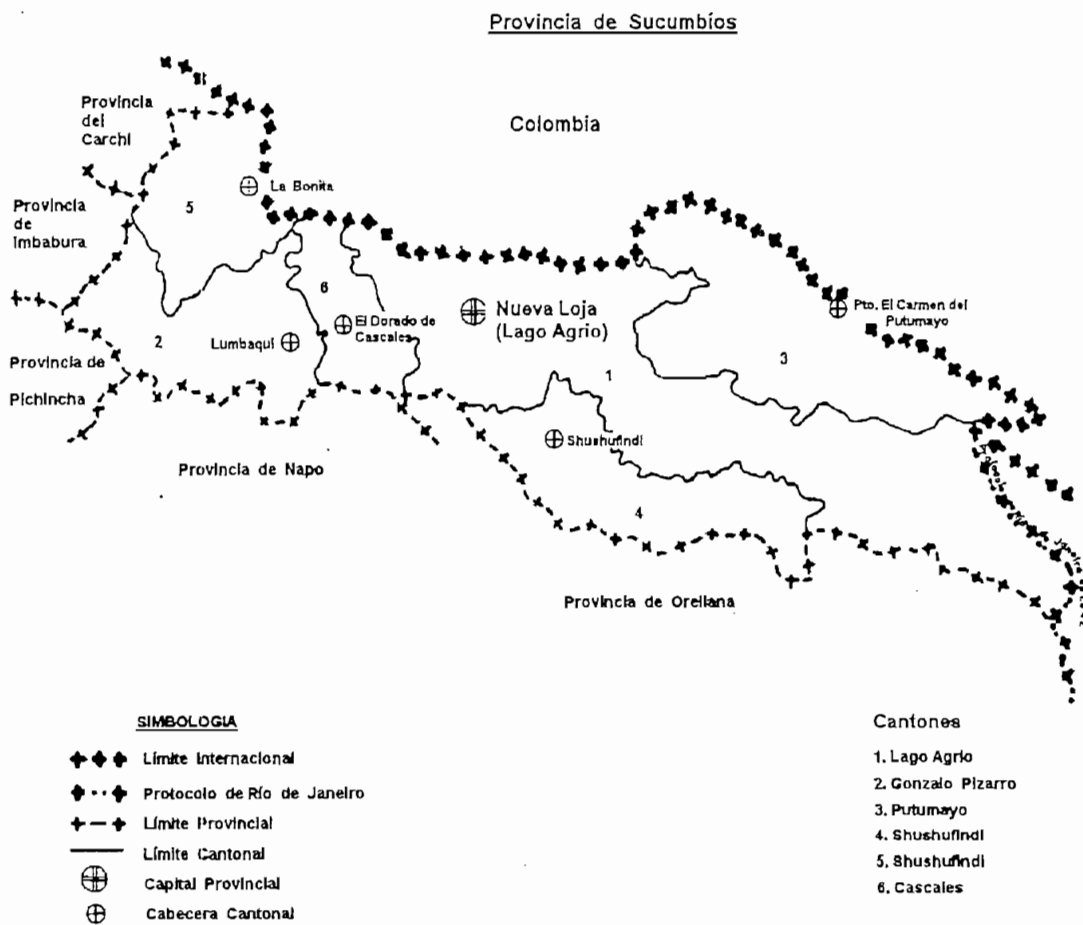 Provincia de Sucumbíos
Provincia
del
Carchi
Colombia
La Bonita
5
Provincia
de
Imbabura
6
Nueva Loja
(Lago Agrio)
Pto. El Carmen del
Putumayo
El Dorado de
Cascales
Lumbaqui
2
3
1
Provincia de
Pichincha
Shushufindi
Provincia de Napo
4
Provincia de Orellana
SIMBOLOGIA
Límite Internacional
Protocolo de Río de Janeiro
Límite Provincial
Límite Cantonal
Capital Provincial
Cabecera Cantonal
Cantones
1. Lago Agrio
2. Gonzalo Pizarro
3. Putumayo
4. Shushufindi
5. Shushufindi
6. Cascales